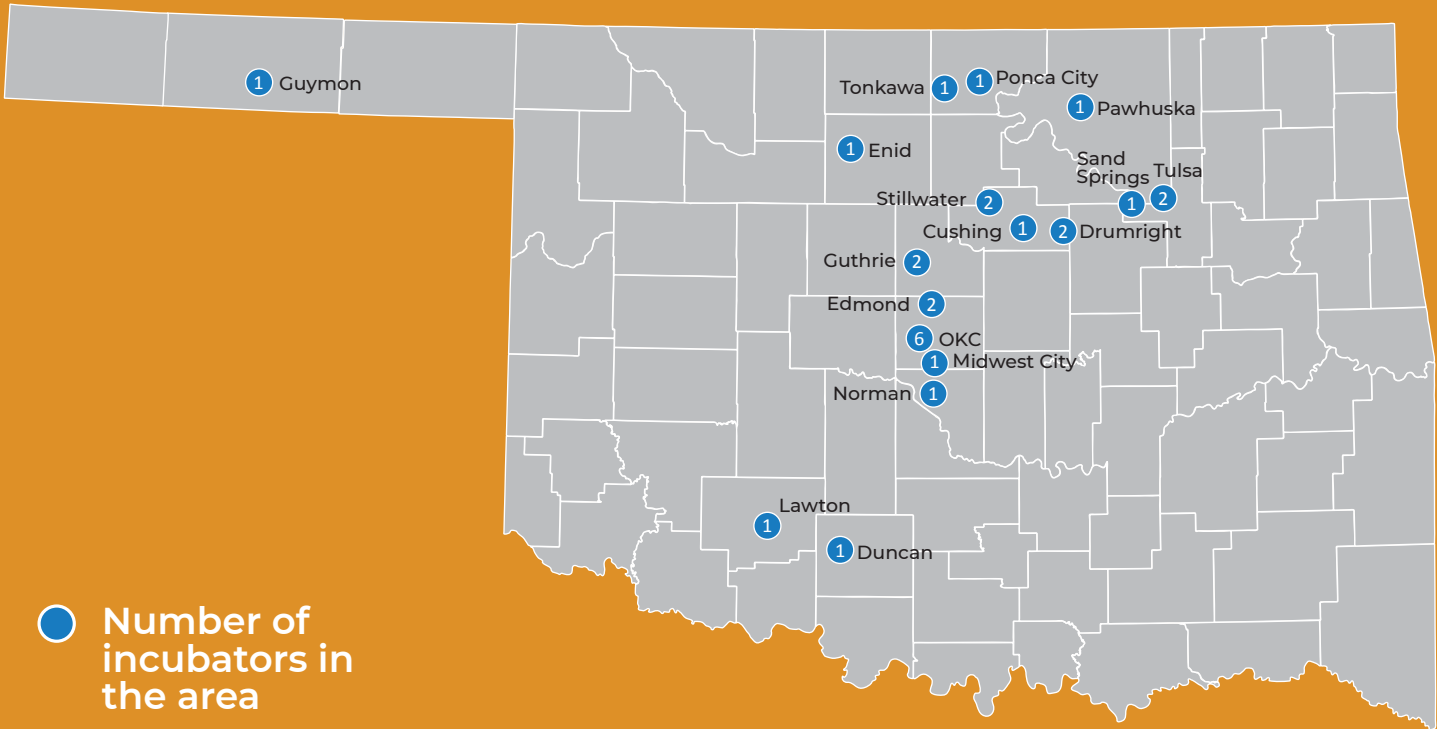 1 Guymon
Tonkawa 1
1 Ponca City
1 Pawhuska
1 Enid
Sand
Springs
1
Tulsa
2
Stillwater 2
Cushing 1
2 Drumright
Guthrie 2
Edmond 2
6 OKC
1 Midwest City
Norman 1
Lawton
1
1 Duncan
Number of
incubators in
the area